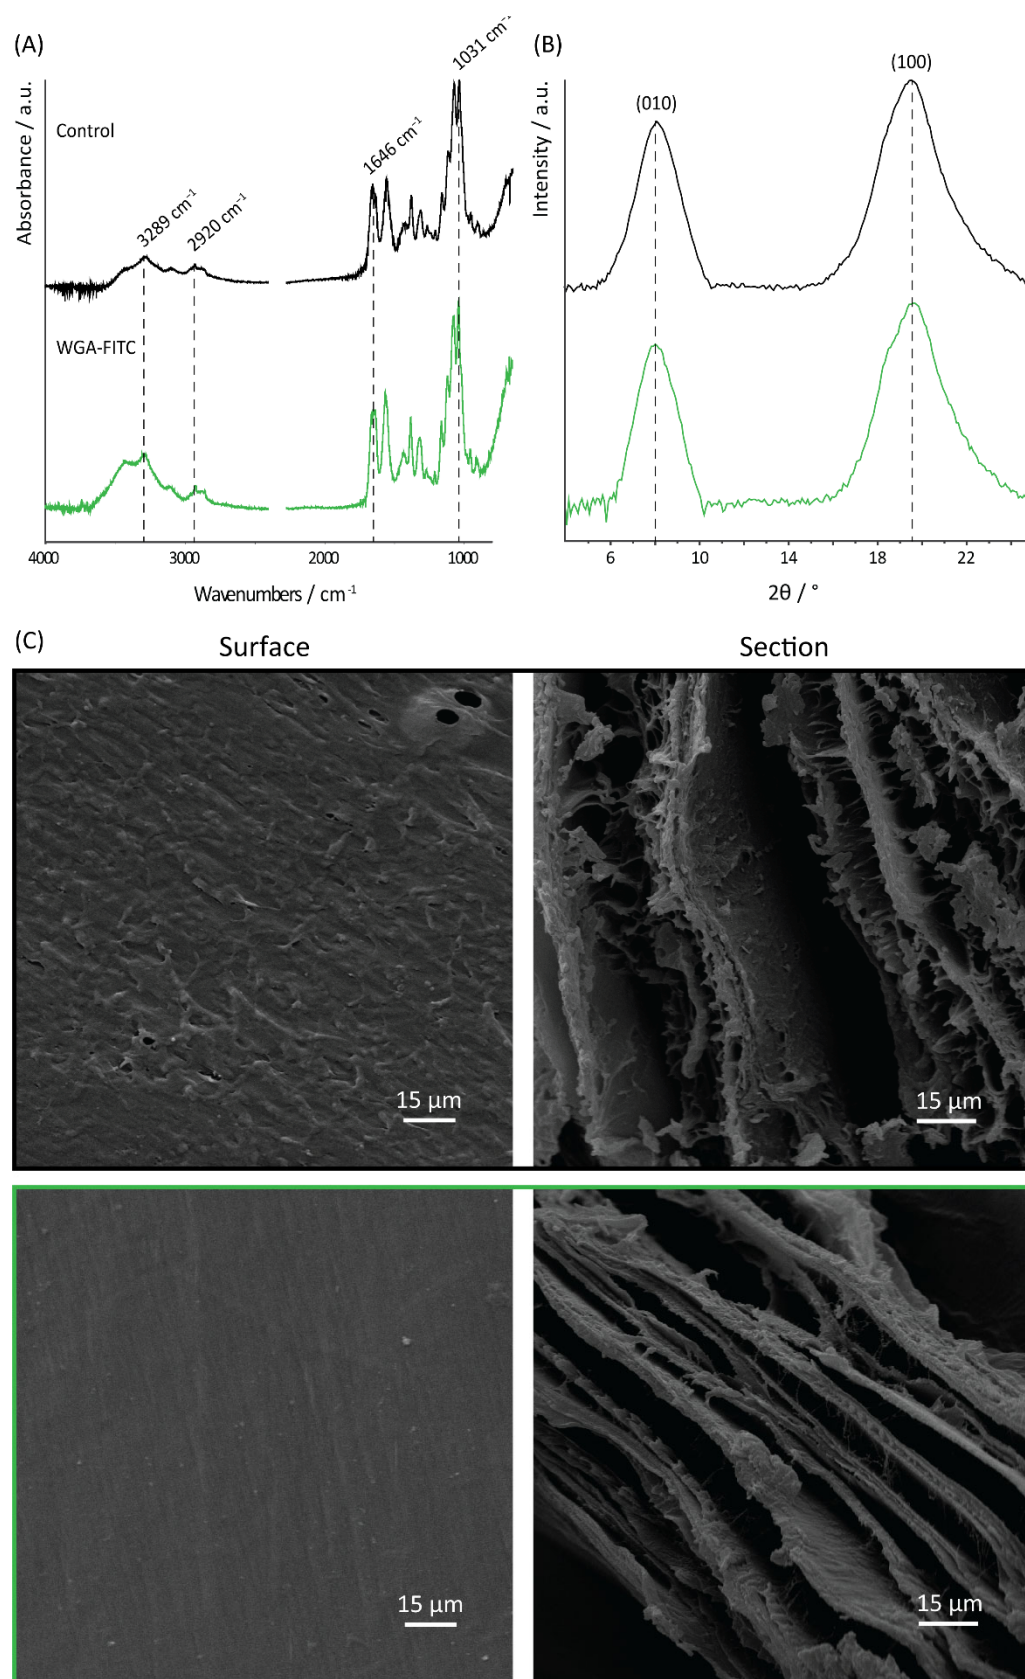 (A)
Absorbance / a.u.
Control
WGA-FITC
3289 cm⁻¹
2920 cm⁻¹
1646 cm⁻¹
1031 cm⁻¹
4000 3000 2000 1000
Wavenumbers / cm⁻¹
(B)
Intensity / a.u.
(010)
(100)
6 10 14 18 22
2θ / °
(C)
Surface
Section
15 µm
15 µm
15 µm
15 µm